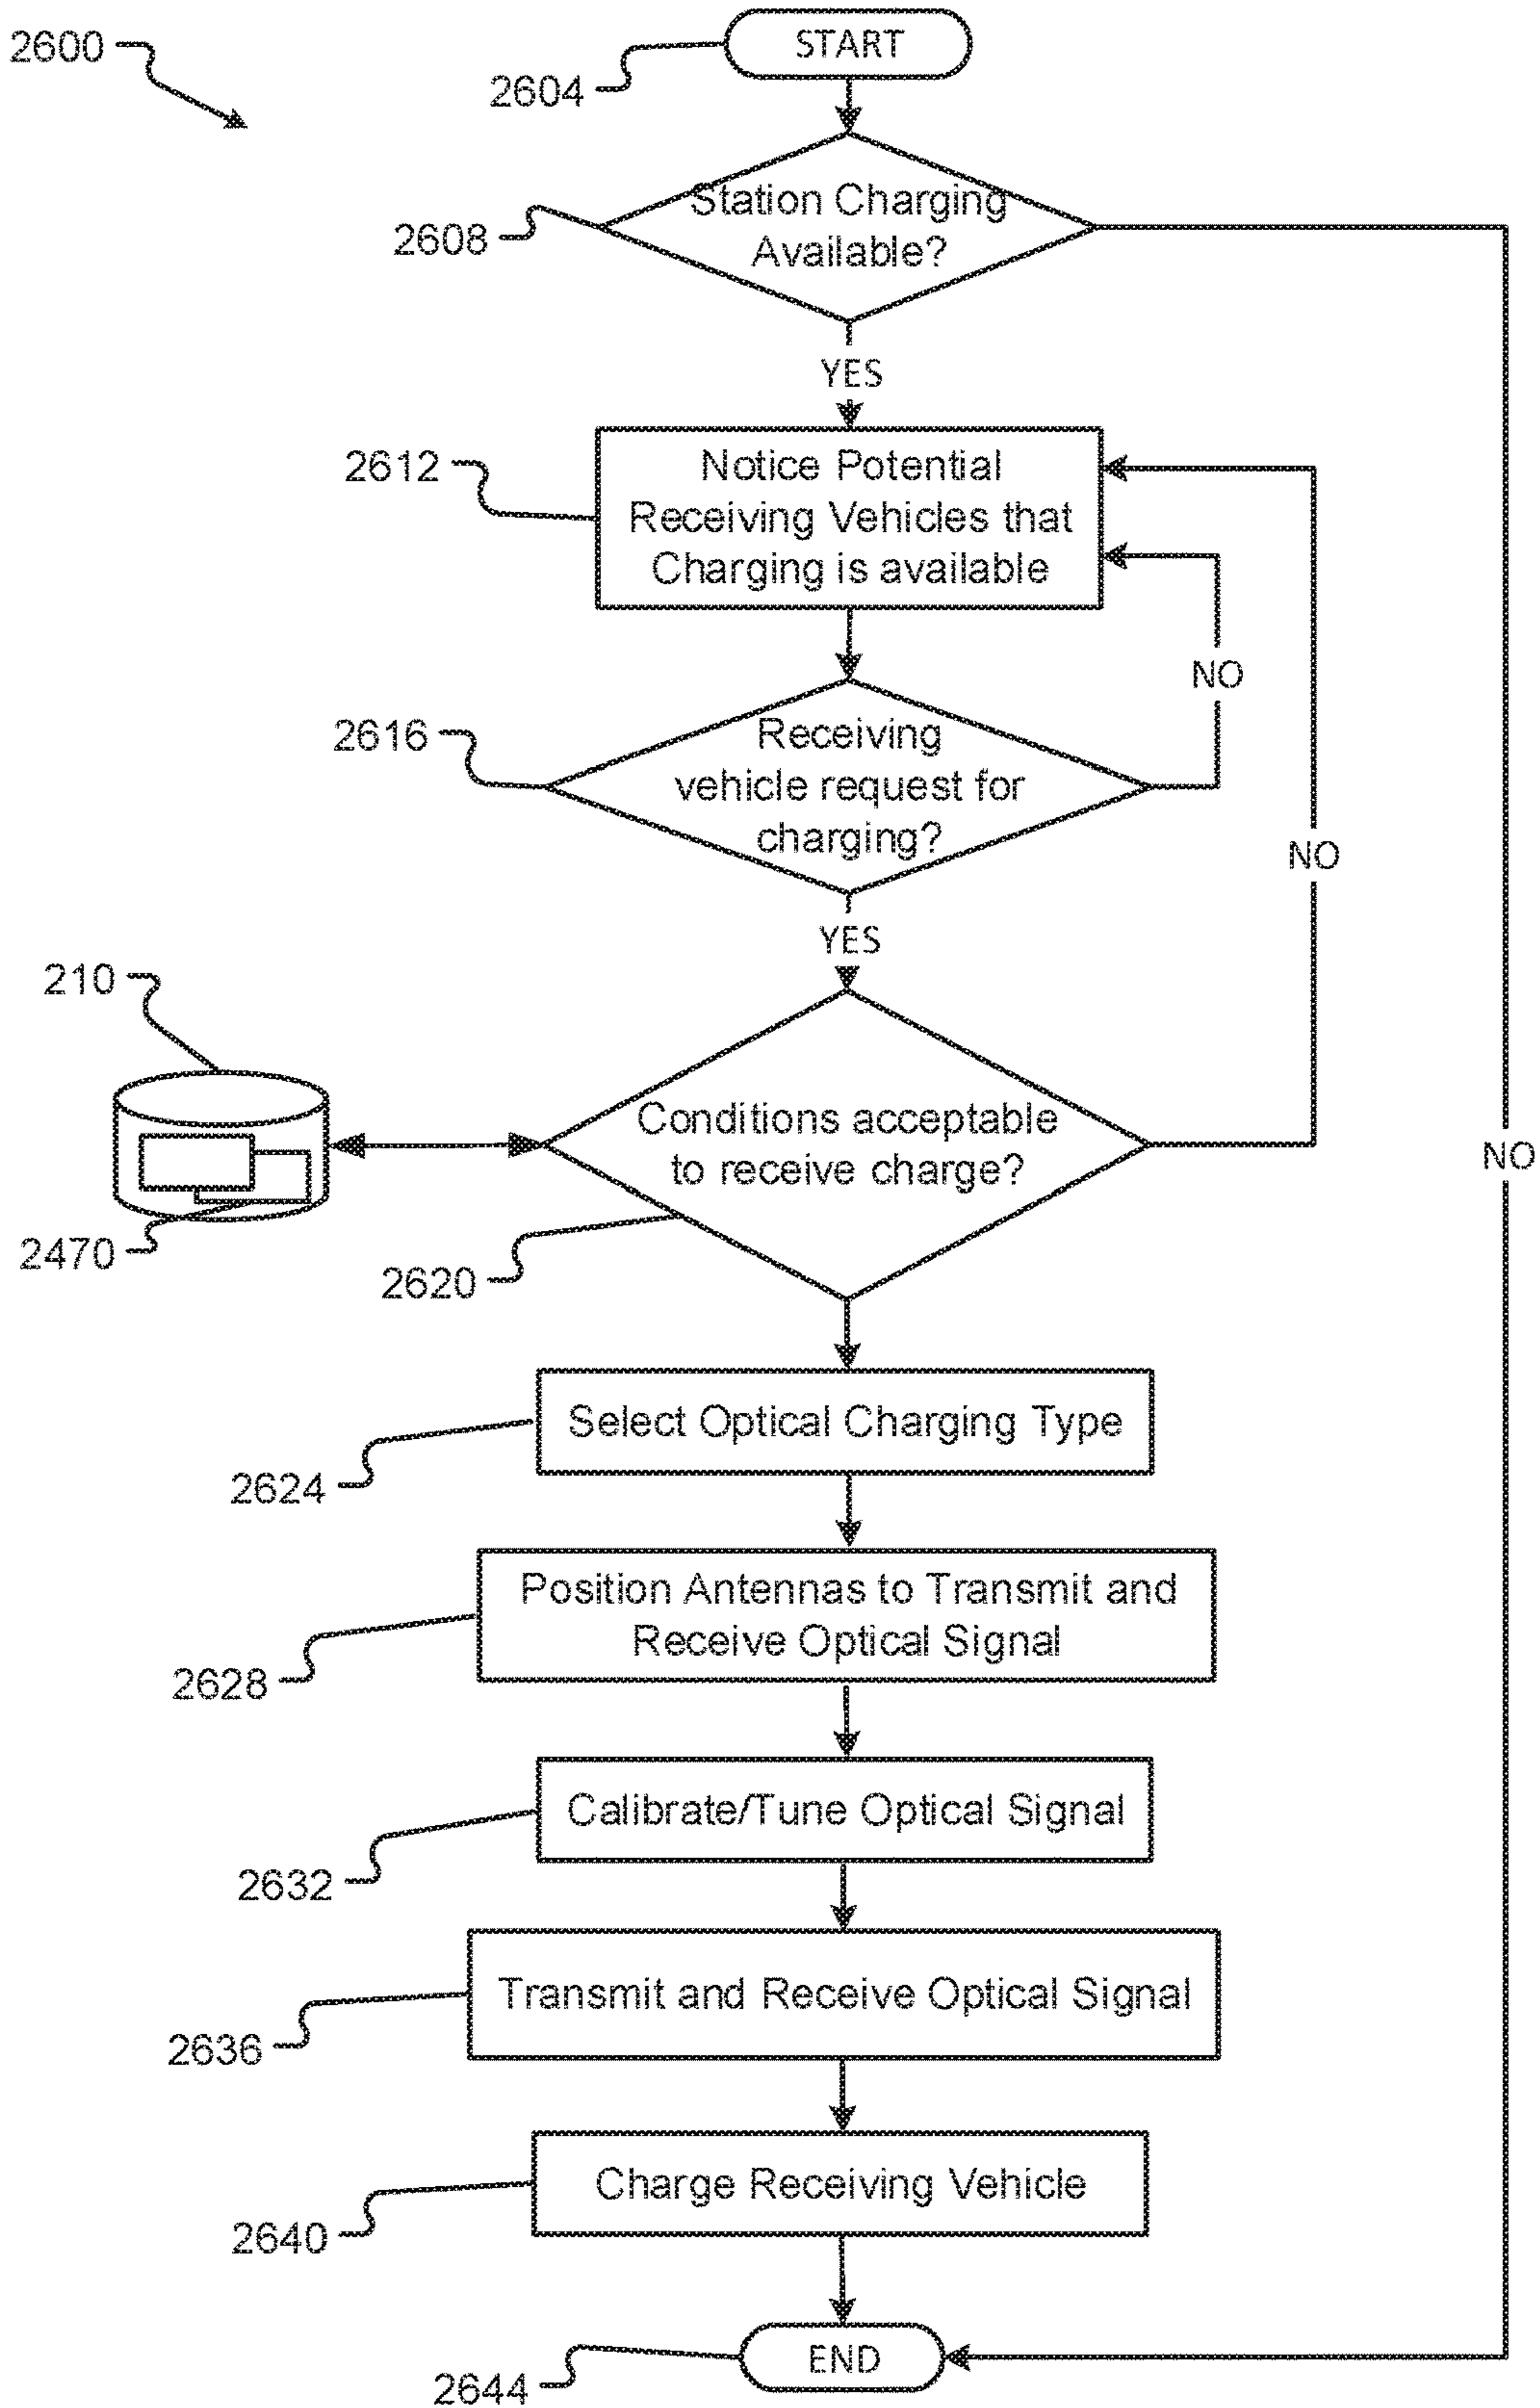 2600
START
2604
Station Charging
Available?
2608
YES
2612
Notice Potential
Receiving Vehicles that
Charging is available
NO
2616
Receiving
vehicle request for
charging?
NO
YES
210
Conditions acceptable
to receive charge?
NO
2470
2620
Select Optical Charging Type
2624
Position Antennas to Transmit and
Receive Optical Signal
2628
Calibrate/Tune Optical Signal
2632
Transmit and Receive Optical Signal
2636
Charge Receiving Vehicle
2640
END
2644